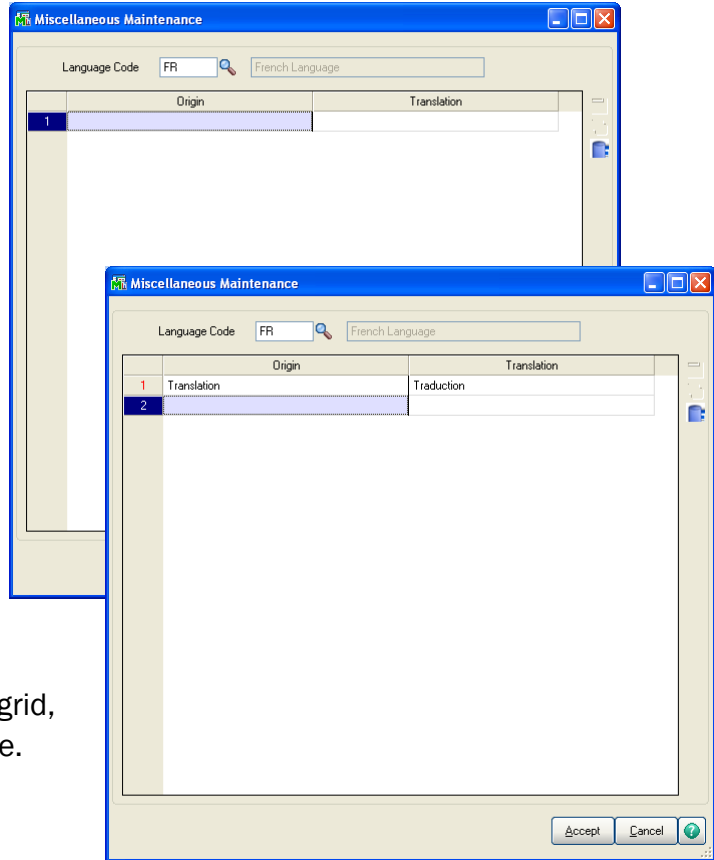 Miscellaneous Maintenance
Language Code FR French Language
Origin Translation
1
Miscellaneous Maintenance
Language Code FR French Language
Origin Translation
1 Translation Traduction
2
grid,
e.
Accept Cancel ?